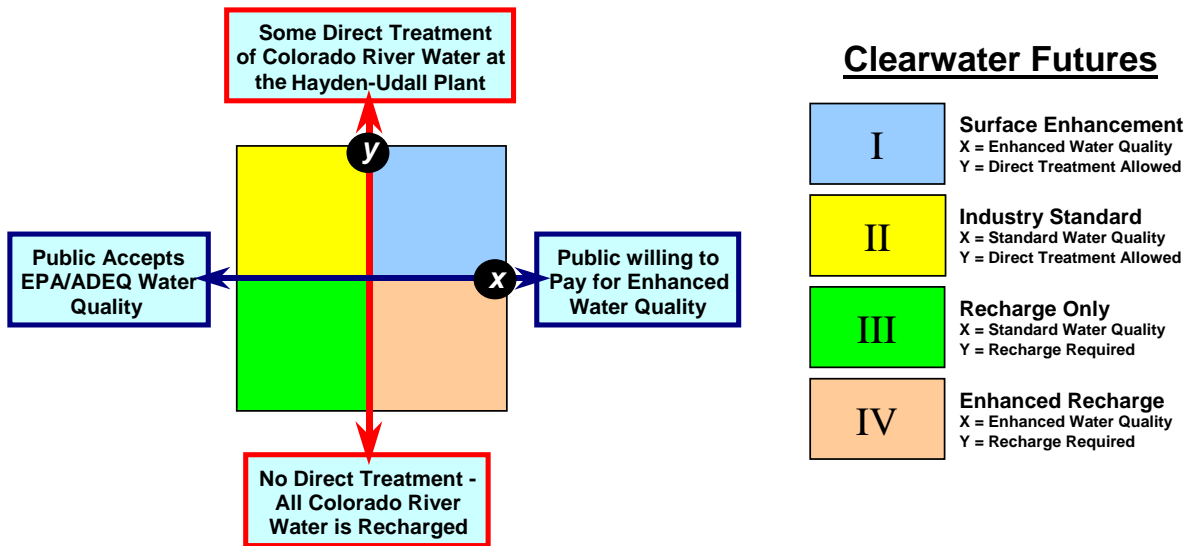 Some Direct Treatment
of Colorado River Water at
the Hayden-Udall Plant
y
Public Accepts
EPA/ADEQ Water
Quality
x
Public willing to
Pay for Enhanced
Water Quality
No Direct Treatment -
All Colorado River
Water is Recharged
Clearwater Futures
I
Surface Enhancement
X = Enhanced Water Quality
Y = Direct Treatment Allowed
II
Industry Standard
X = Standard Water Quality
Y = Direct Treatment Allowed
III
Recharge Only
X = Standard Water Quality
Y = Recharge Required
IV
Enhanced Recharge
X = Enhanced Water Quality
Y = Recharge Required